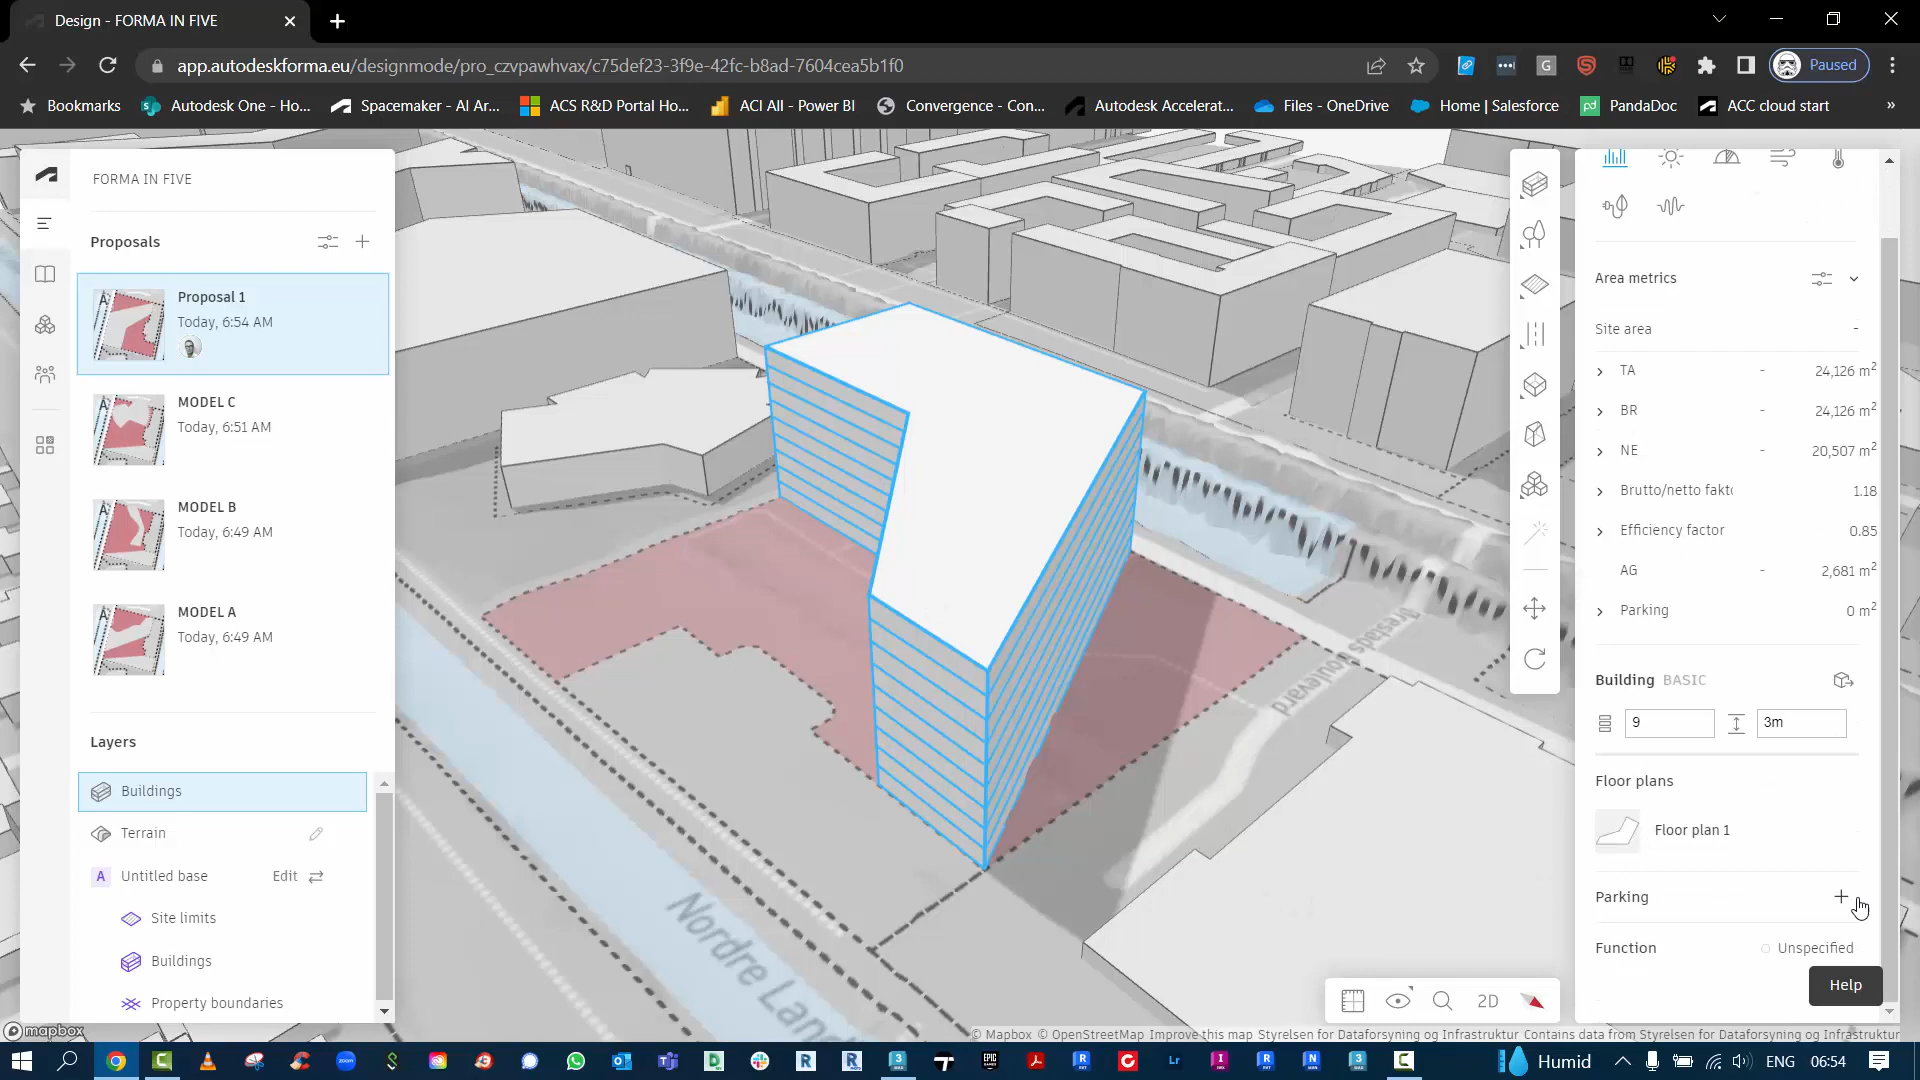 Design - FORMA IN FIVE
app.autodeskforma.eu/designmode/pro_czvpawhvax/c75def23-3f9e-42fc-b8ad-7604cea5b1f0
Paused
Bookmarks
Autodesk One - Ho...
Spacemaker - AI Ar...
ACS R&D Portal Ho...
ACI All - Power BI
Convergence - Con...
Autodesk Accelerat...
Files - OneDrive
Home | Salesforce
PandaDoc
ACC cloud start
»
FORMA IN FIVE
Proposals
Proposal 1
Today, 6:54 AM
MODEL C
Today, 6:51 AM
MODEL B
Today, 6:49 AM
MODEL A
Today, 6:49 AM
Layers
Buildings
Terrain
A Untitled base Edit
Site limits
Buildings
Property boundaries
mapbox
Nordre Land
Ørestads Boulevard
Area metrics
Site area -
TA - 24,126 m²
BR - 24,126 m²
NE - 20,507 m²
Brutto/netto fakto
1.18
Efficiency factor 0.85
AG - 2,681 m²
Parking 0 m²
Building BASIC
9 3m
Floor plans
Floor plan 1
Parking
Function Unspecified
Help
2D
© Mapbox © OpenStreetMap Improve this map Styrelsen for Dataforsyning og Infrastruktur Contains data from Styrelsen for Dataforsyning og Infrastruktur
Humid
ENG
06:54